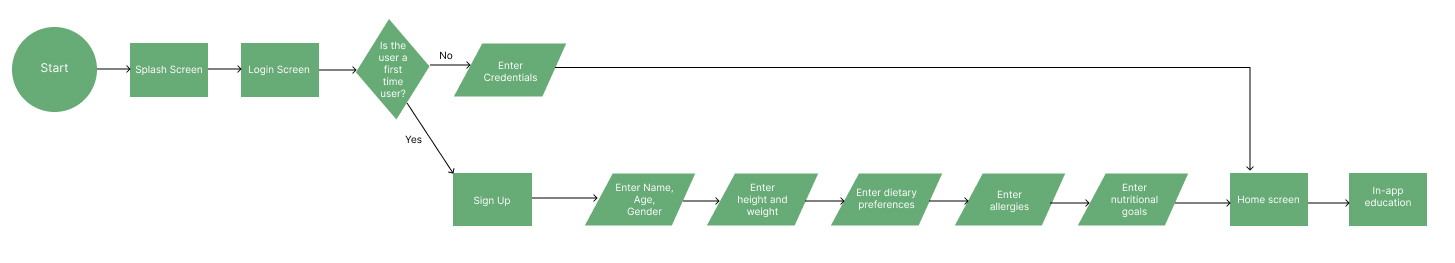 Start
Splash Screen
Login Screen
Is the
user a
first
time
user?
No
Enter
Credentials
Yes
Sign Up
Enter Name,
Age,
Gender
Enter
height and
weight
Enter dietary
preferences
Enter
allergies
Enter
nutritional
goals
Home screen
In-app
education